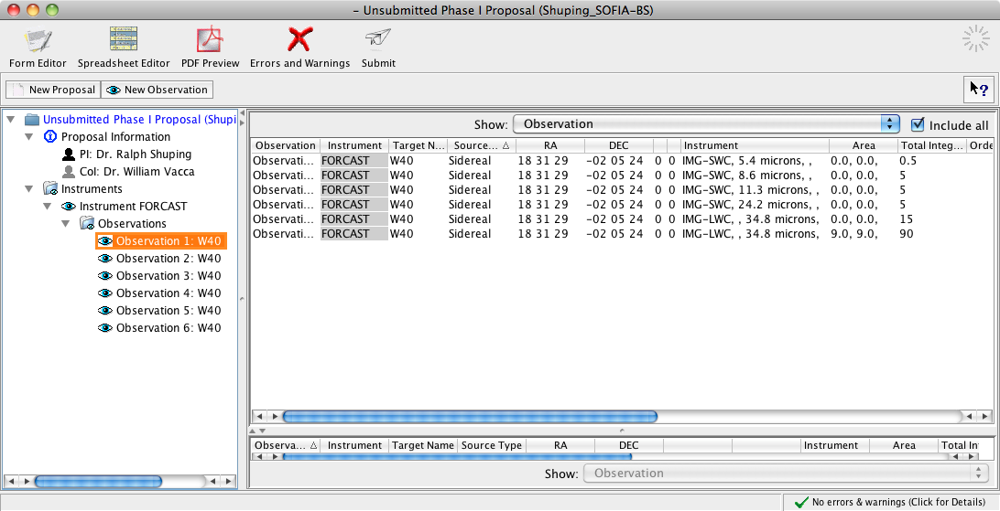 - Unsubmitted Phase I Proposal (Shuping_SOFIA-BS)
Form Editor Spreadsheet Editor PDF Preview Errors and Warnings Submit
New Proposal New Observation ?
Unsubmitted Phase I Proposal (Shupi
Proposal Information
PI: Dr. Ralph Shuping
CoI: Dr. William Vacca
Instruments
Instrument FORCAST
Observations
Observation 1: W40
Observation 2: W40
Observation 3: W40
Observation 4: W40
Observation 5: W40
Observation 6: W40
Show: Observation Include all
Observation Instrument Target N... Source... RA DEC Instrument Area Total Integ... Orde
Observati... FORCAST W40 Sidereal 18 31 29 -02 05 24 0 0 IMG-SWC, 5.4 microns, , 0.0, 0.0, 0.5
Observati... FORCAST W40 Sidereal 18 31 29 -02 05 24 0 0 IMG-SWC, 8.6 microns, , 0.0, 0.0, 5
Observati... FORCAST W40 Sidereal 18 31 29 -02 05 24 0 0 IMG-SWC, 11.3 microns, , 0.0, 0.0, 5
Observati... FORCAST W40 Sidereal 18 31 29 -02 05 24 0 0 IMG-SWC, 24.2 microns, , 0.0, 0.0, 5
Observati... FORCAST W40 Sidereal 18 31 29 -02 05 24 0 0 IMG-LWC, , 34.8 microns, 0.0, 0.0, 15
Observati... FORCAST W40 Sidereal 18 31 29 -02 05 24 0 0 IMG-LWC, , 34.8 microns, 9.0, 9.0, 90
Observa... Instrument Target Name Source Type RA DEC Instrument Area Total In
Show: Observation
No errors & warnings (Click for Details)